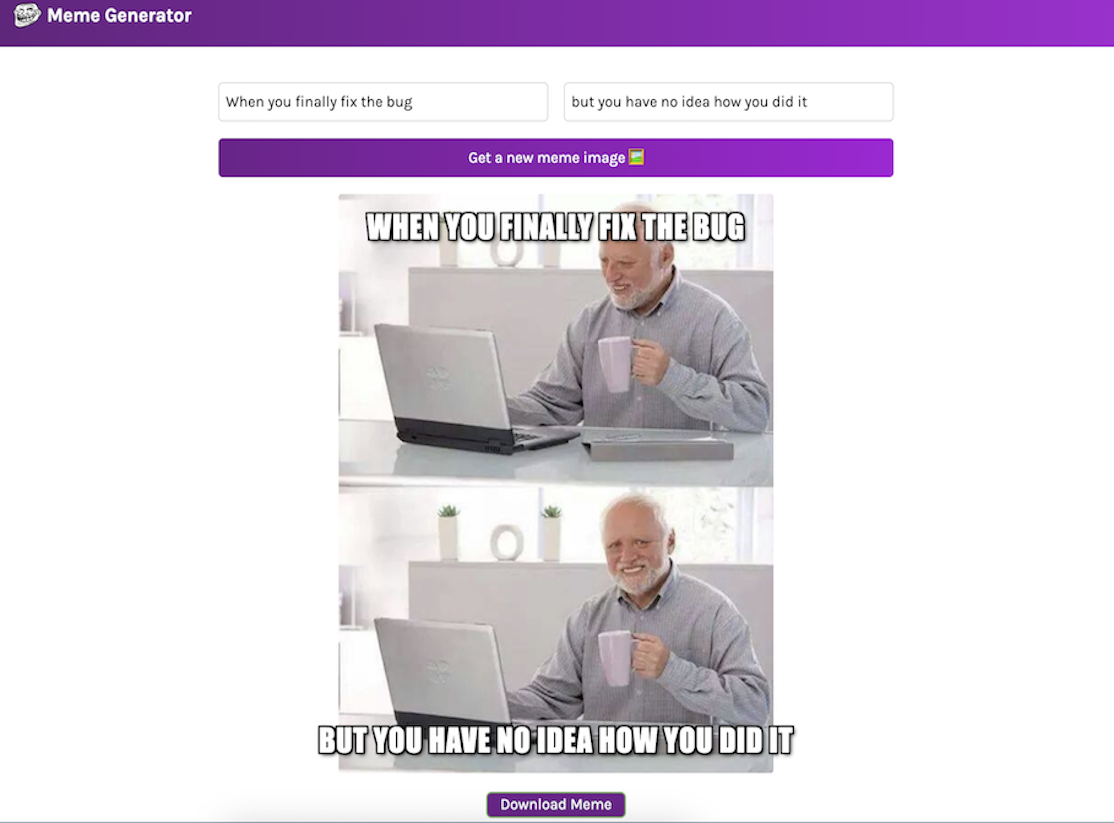 Meme Generator
When you finally fix the bug
but you have no idea how you did it
Get a new meme image 🖼️
WHEN YOU FINALLY FIX THE BUG
BUT YOU HAVE NO IDEA HOW YOU DID IT
Download Meme